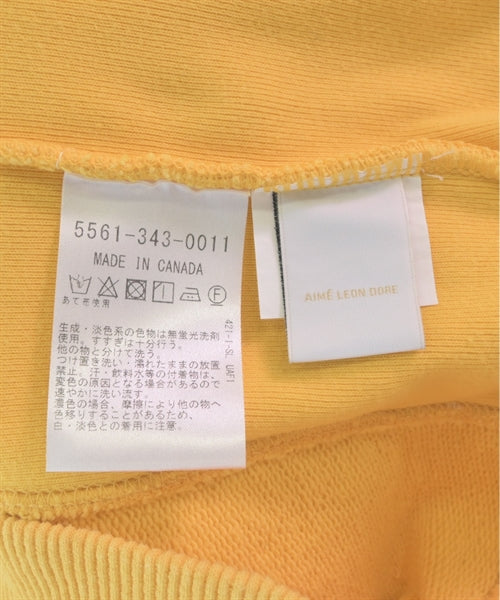 5561-343-0011
MADE IN CANADA
あて布使用
生成・淡色系の色物は無蛍光洗剤
使用。すすぎは十分行う。
他の物と分けて洗う。
つけ置き洗い・濡れたままの放置
禁止。汗・飲料水等の付着物は、
変色の原因となる場合があるので
速やかに洗い流す。
濃色の場合、摩擦により他の物へ
色移りすることがあるため、
白・淡色との着用に注意。
421-I-SL UAF1
AIMÉ LEON DORE